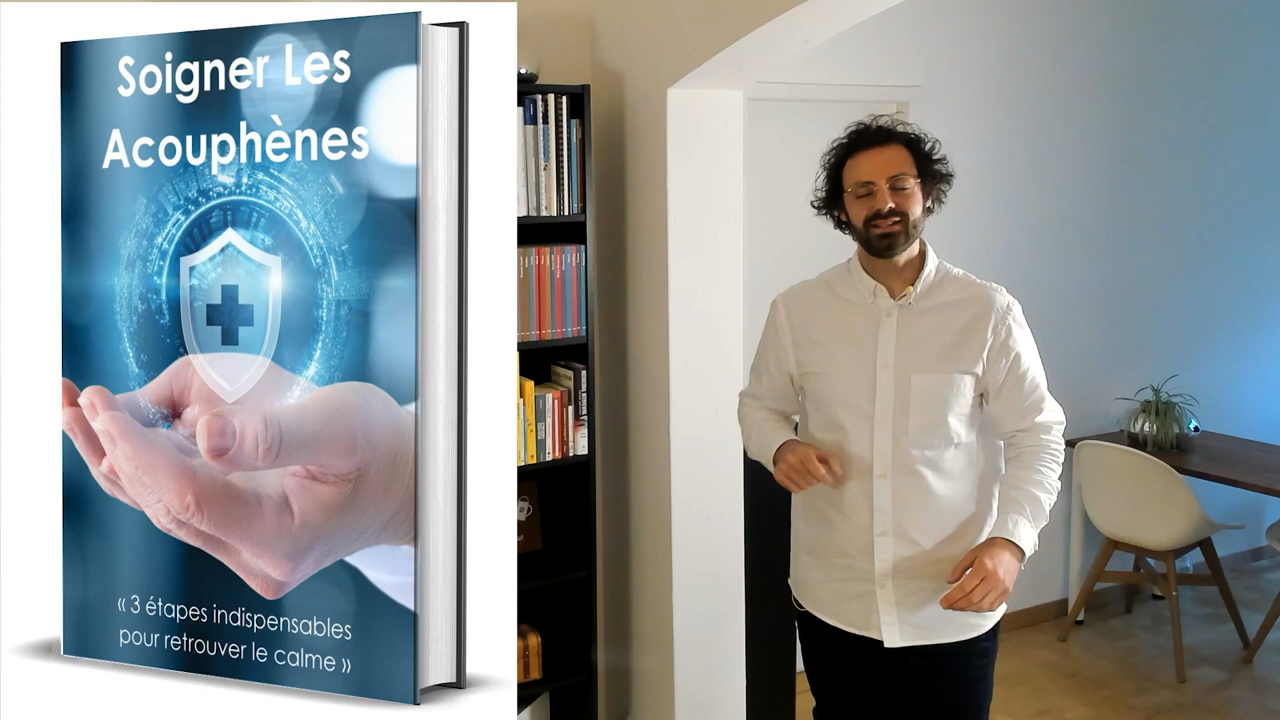 Soigner Les
Acouphènes
« 3 étapes indispensables
pour retrouver le calme »